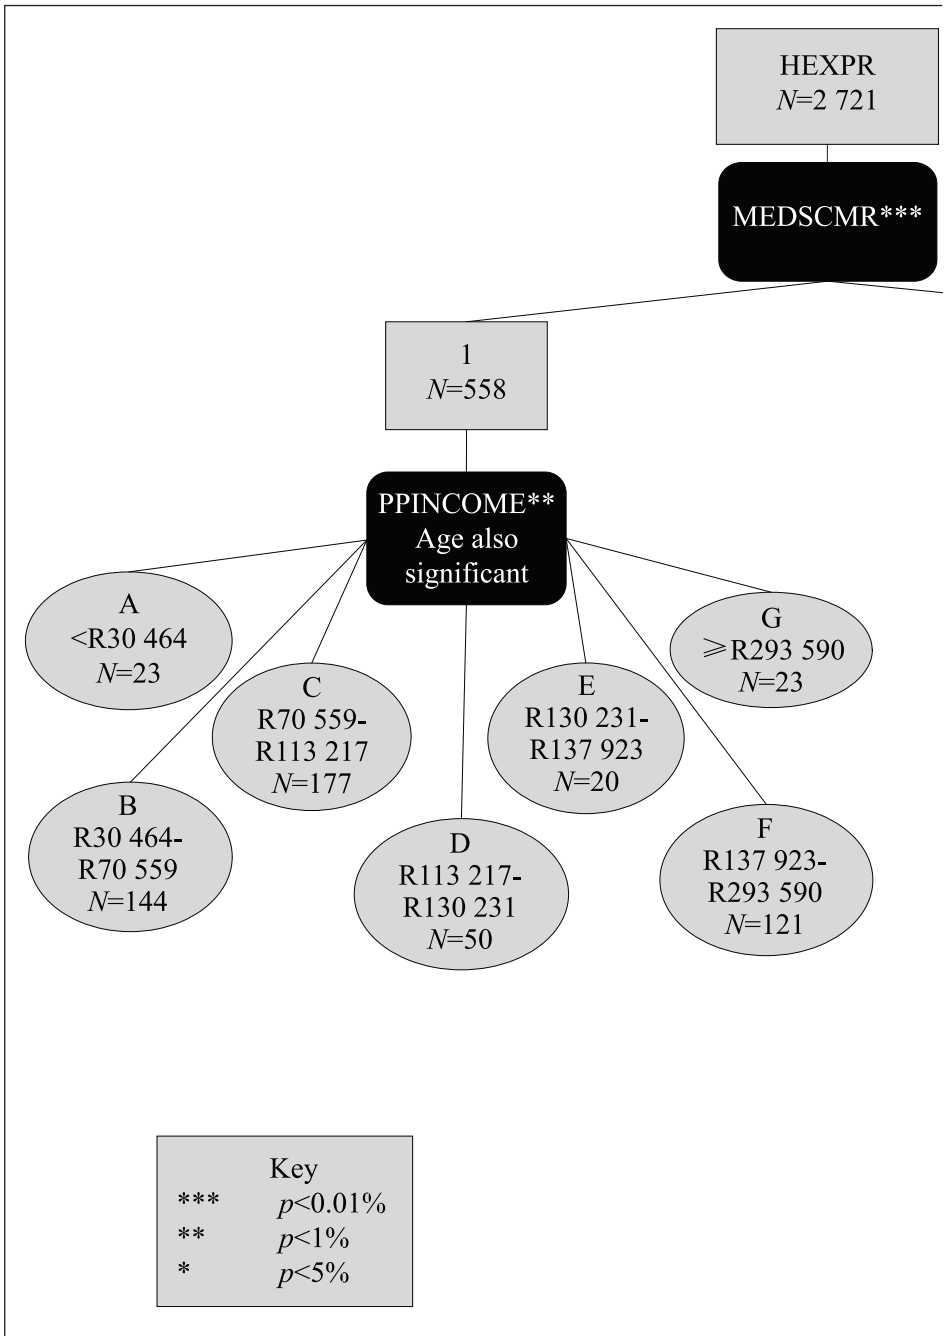 HEXPR
N=2 721
MEDSCMR***
1
N=558
PPINCOME**
Age also
significant
A
<R30 464
N=23
B
R30 464-
R70 559
N=144
C
R70 559-
R113 217
N=177
D
R113 217-
R130 231
N=50
E
R130 231-
R137 923
N=20
F
R137 923-
R293 590
N=121
G
⩾R293 590
N=23
Key
*** p<0.01%
** p<1%
* p<5%